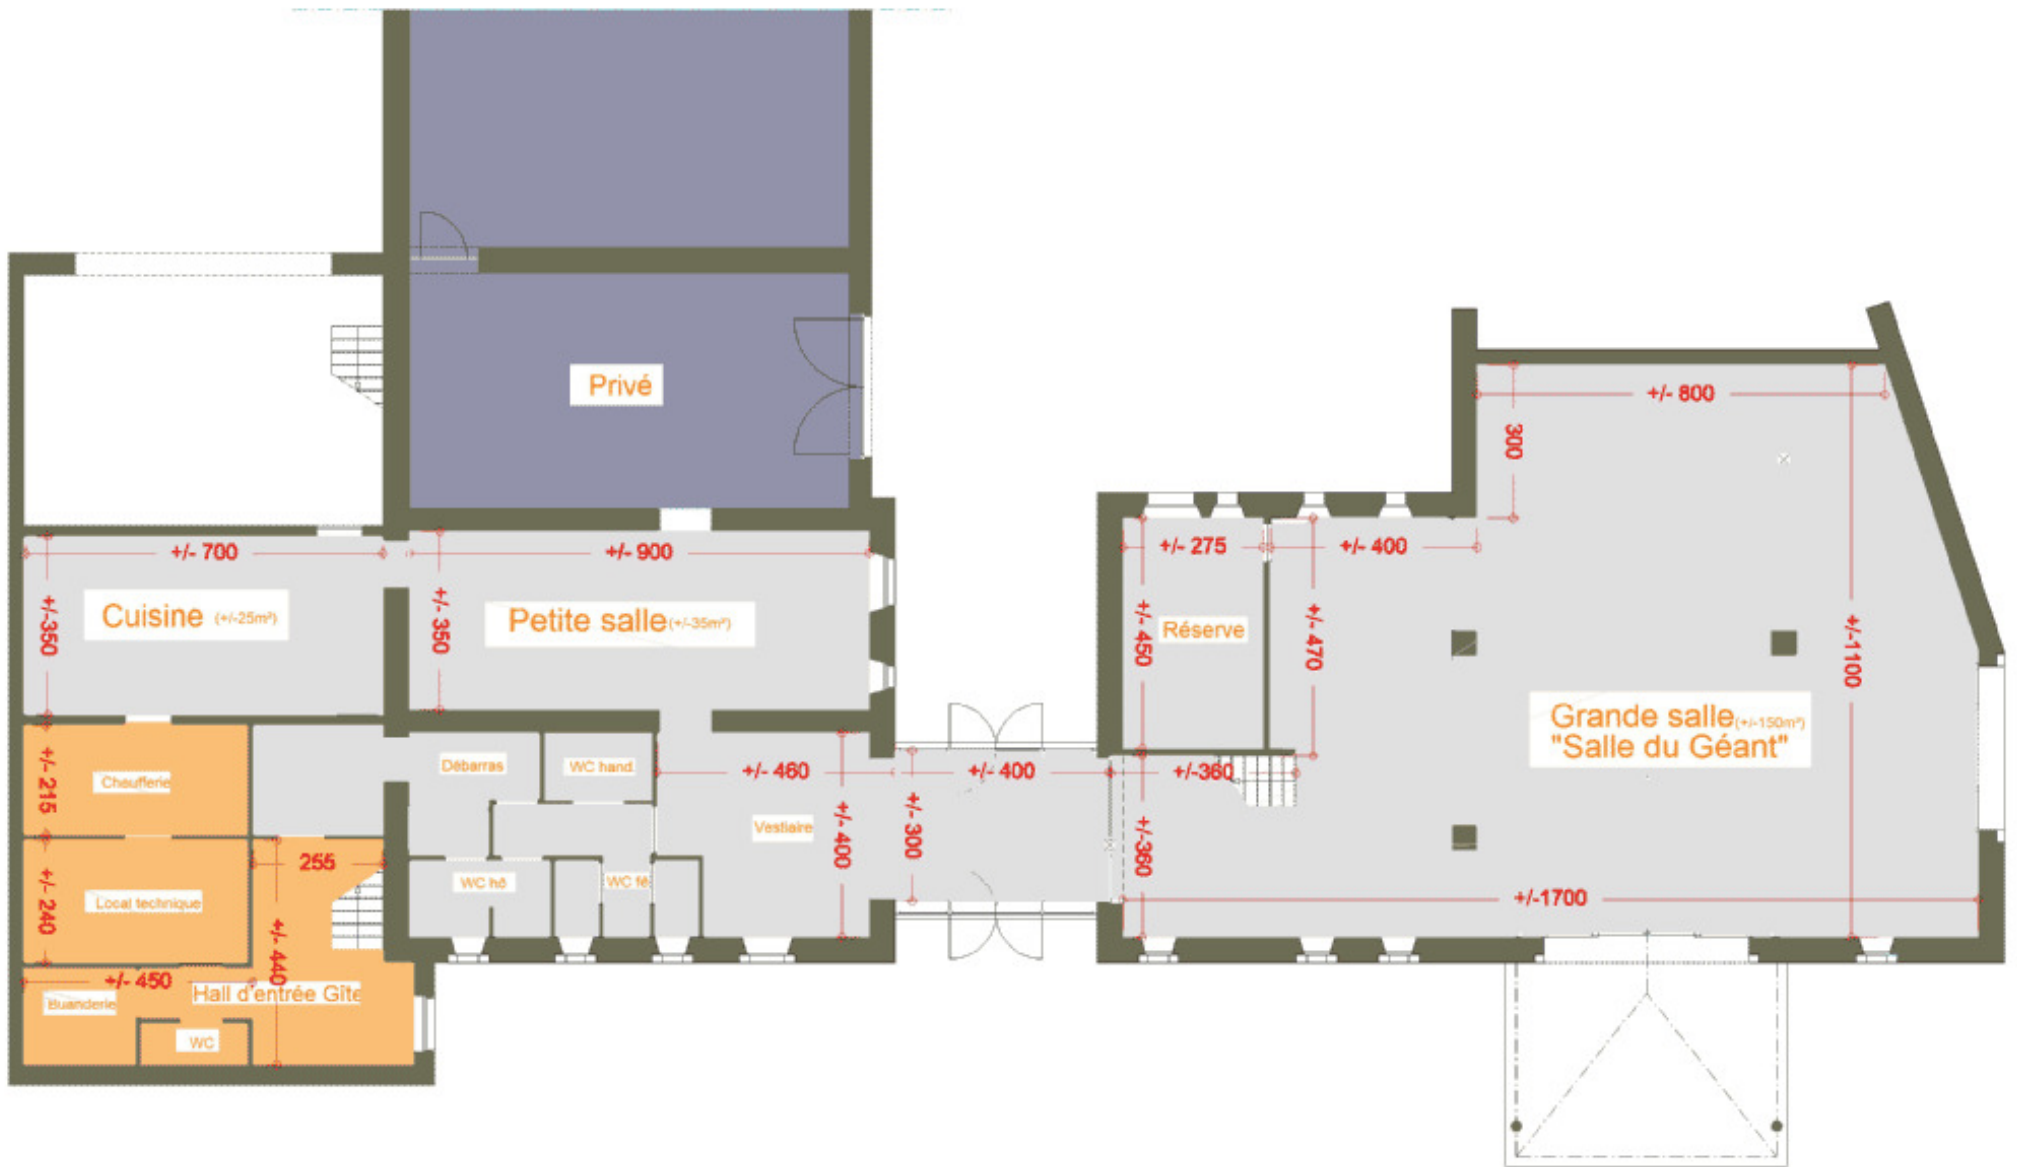 Privé
+/- 800
300
+/- 700
+/- 900
+/- 275
+/- 400
+/-350
Cuisine (+/-25m²)
+/- 350
Petite salle(+/-35m²)
+/- 450
Réserve
+/- 470
+/-1100
Grande salle(+/-150m²)
"Salle du Géant"
+/- 215
Chaufferie
Débarras
WC hand.
+/- 460
+/- 400
+/-360
Vestiaire
+/- 400
+/- 300
+/-360
255
+/- 240
Local technique
WC hô
WC fê
+/-1700
+/- 450
+/- 440
Buanderie
Hall d'entrée Gîte
WC